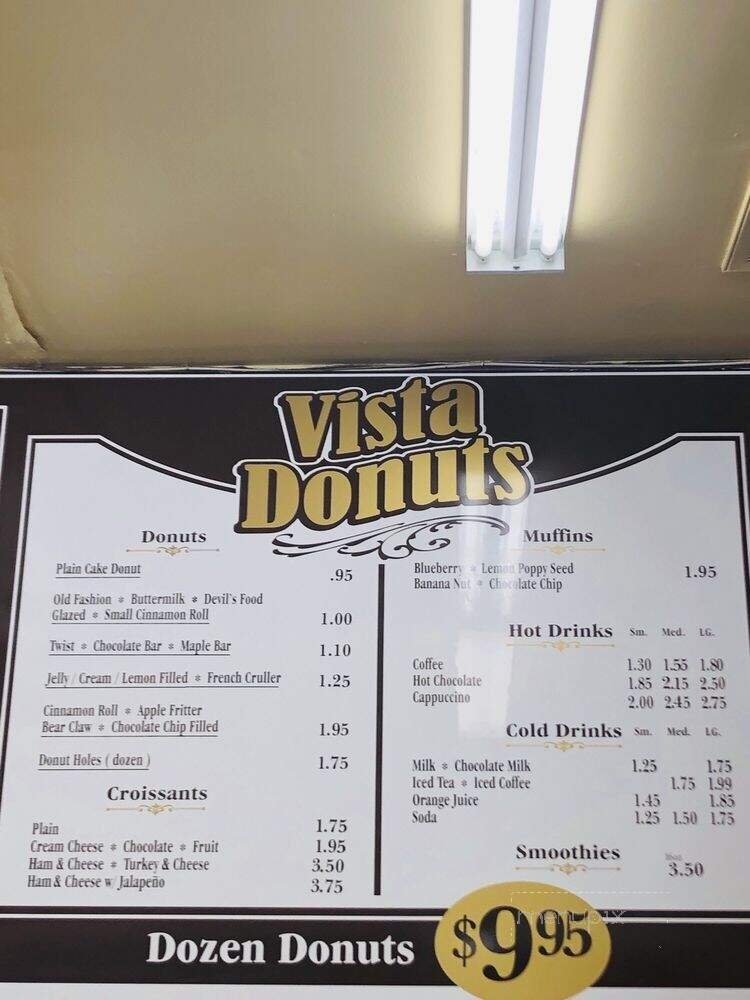 Vista
Donuts
Donuts
Plain Cake Donut .95
Old Fashion * Buttermilk * Devil's Food
Glazed * Small Cinnamon Roll 1.00
Twist * Chocolate Bar * Maple Bar 1.10
Jelly / Cream / Lemon Filled * French Cruller 1.25
Cinnamon Roll * Apple Fritter
Bear Claw * Chocolate Chip Filled 1.95
Donut Holes ( dozen ) 1.75
Croissants
Plain 1.75
Cream Cheese * Chocolate * Fruit 1.95
Ham & Cheese * Turkey & Cheese 3.50
Ham & Cheese w/ Jalapeño 3.75
Muffins
Blueberry * Lemon Poppy Seed 1.95
Banana Nut * Chocolate Chip
Hot Drinks Sm. Med. LG.
Coffee 1.30 1.55 1.80
Hot Chocolate 1.85 2.15 2.50
Cappuccino 2.00 2.45 2.75
Cold Drinks Sm. Med. LG.
Milk * Chocolate Milk 1.25 1.75
Iced Tea * Iced Coffee 1.75 1.99
Orange Juice 1.45 1.85
Soda 1.25 1.50 1.75
Smoothies 3.50
menupix
Dozen Donuts $9.95